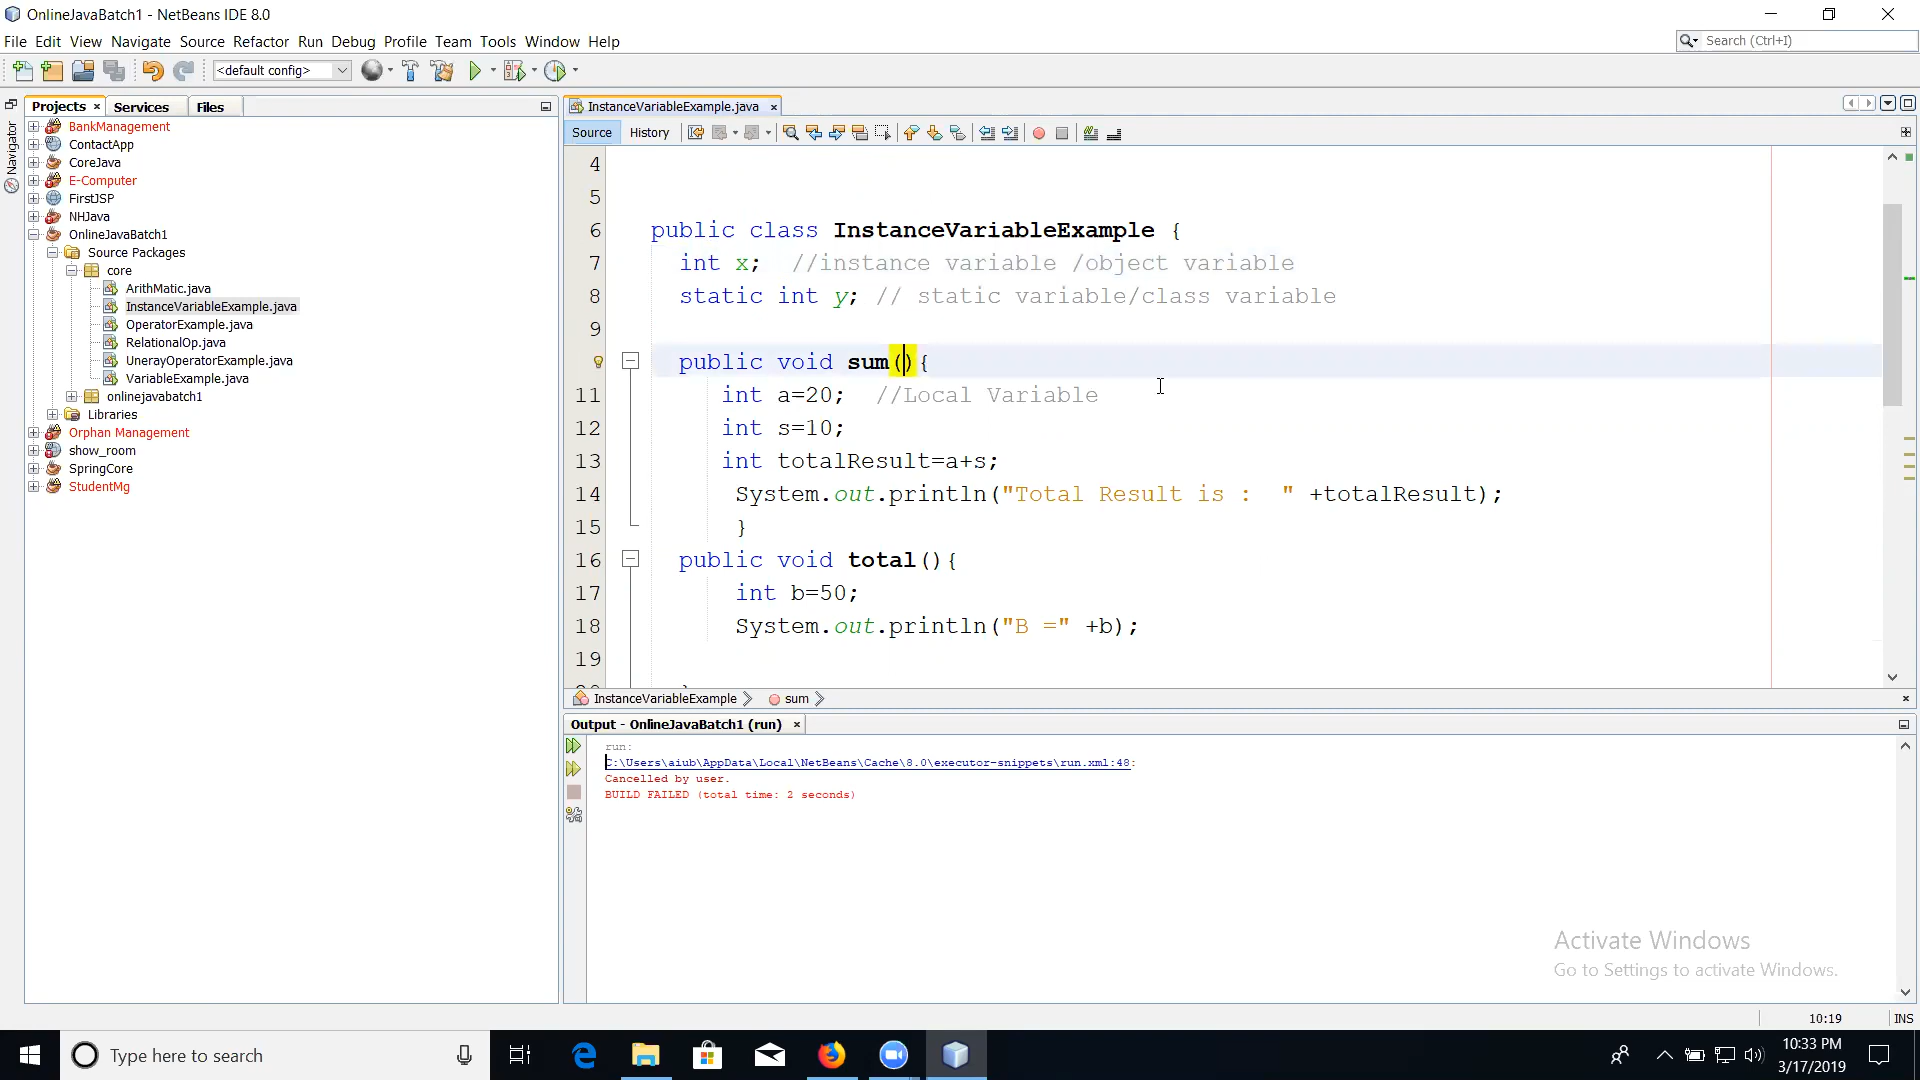 OnlineJavaBatch1 - NetBeans IDE 8.0
File Edit View Navigate Source Refactor Run Debug Profile Team Tools Window Help
Search (Ctrl+I)
<default config>
Projects Services Files
Navigator
BankManagement
ContactApp
CoreJava
E-Computer
FirstJSP
NHJava
OnlineJavaBatch1
Source Packages
core
ArithMatic.java
InstanceVariableExample.java
OperatorExample.java
RelationalOp.java
UnerayOperatorExample.java
VariableExample.java
onlinejavabatch1
Libraries
Orphan Management
show_room
SpringCore
StudentMg
InstanceVariableExample.java
Source History
4
5
6 public class InstanceVariableExample {
7 int x; //instance variable /object variable
8 static int y; // static variable/class variable
9
public void sum(){
11 int a=20; //Local Variable
12 int s=10;
13 int totalResult=a+s;
14 System.out.println("Total Result is :  " +totalResult);
15 }
16 public void total(){
17 int b=50;
18 System.out.println("B =" +b);
19
InstanceVariableExample sum
Output - OnlineJavaBatch1 (run)
run:
C:\Users\aiub\AppData\Local\NetBeans\Cache\8.0\executor-snippets\run.xml:48:
Cancelled by user.
BUILD FAILED (total time: 2 seconds)
Activate Windows
Go to Settings to activate Windows.
10:19 INS
Type here to search
10:33 PM
3/17/2019